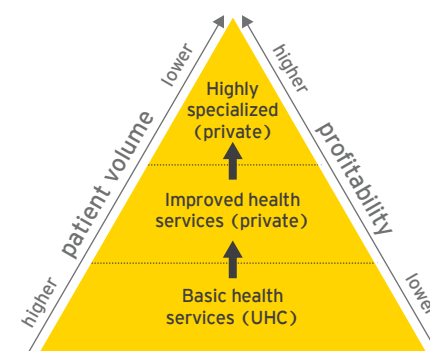 lower
higher
Highly
specialized
(private)
patient volume
profitability
Improved health
services (private)
higher
lower
Basic health
services (UHC)